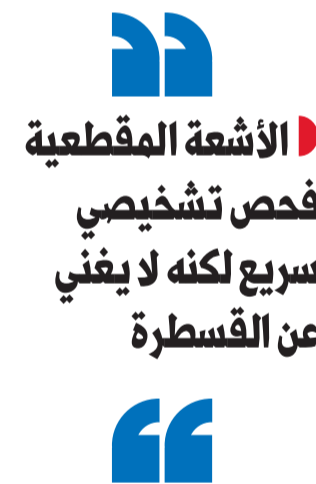 الأشعة المقطعية
فحص تشخيصي
سريع لكنه لا يغني
عن القسطرة